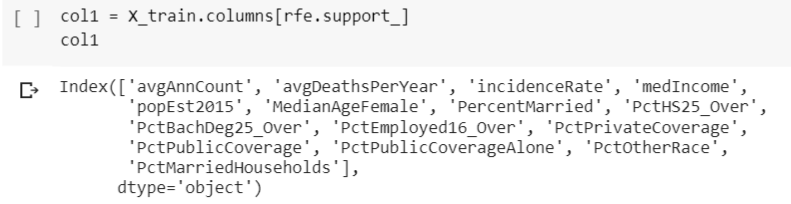 [ ] col1 = X_train.columns[rfe.support_]
col1
Index(['avgAnnCount', 'avgDeathsPerYear', 'incidenceRate', 'medIncome',
'popEst2015', 'MedianAgeFemale', 'PercentMarried', 'PctHS25_Over',
'PctBachDeg25_Over', 'PctEmployed16_Over', 'PctPrivateCoverage',
'PctPublicCoverage', 'PctPublicCoverageAlone', 'PctOtherRace',
'PctMarriedHouseholds'],
dtype='object')